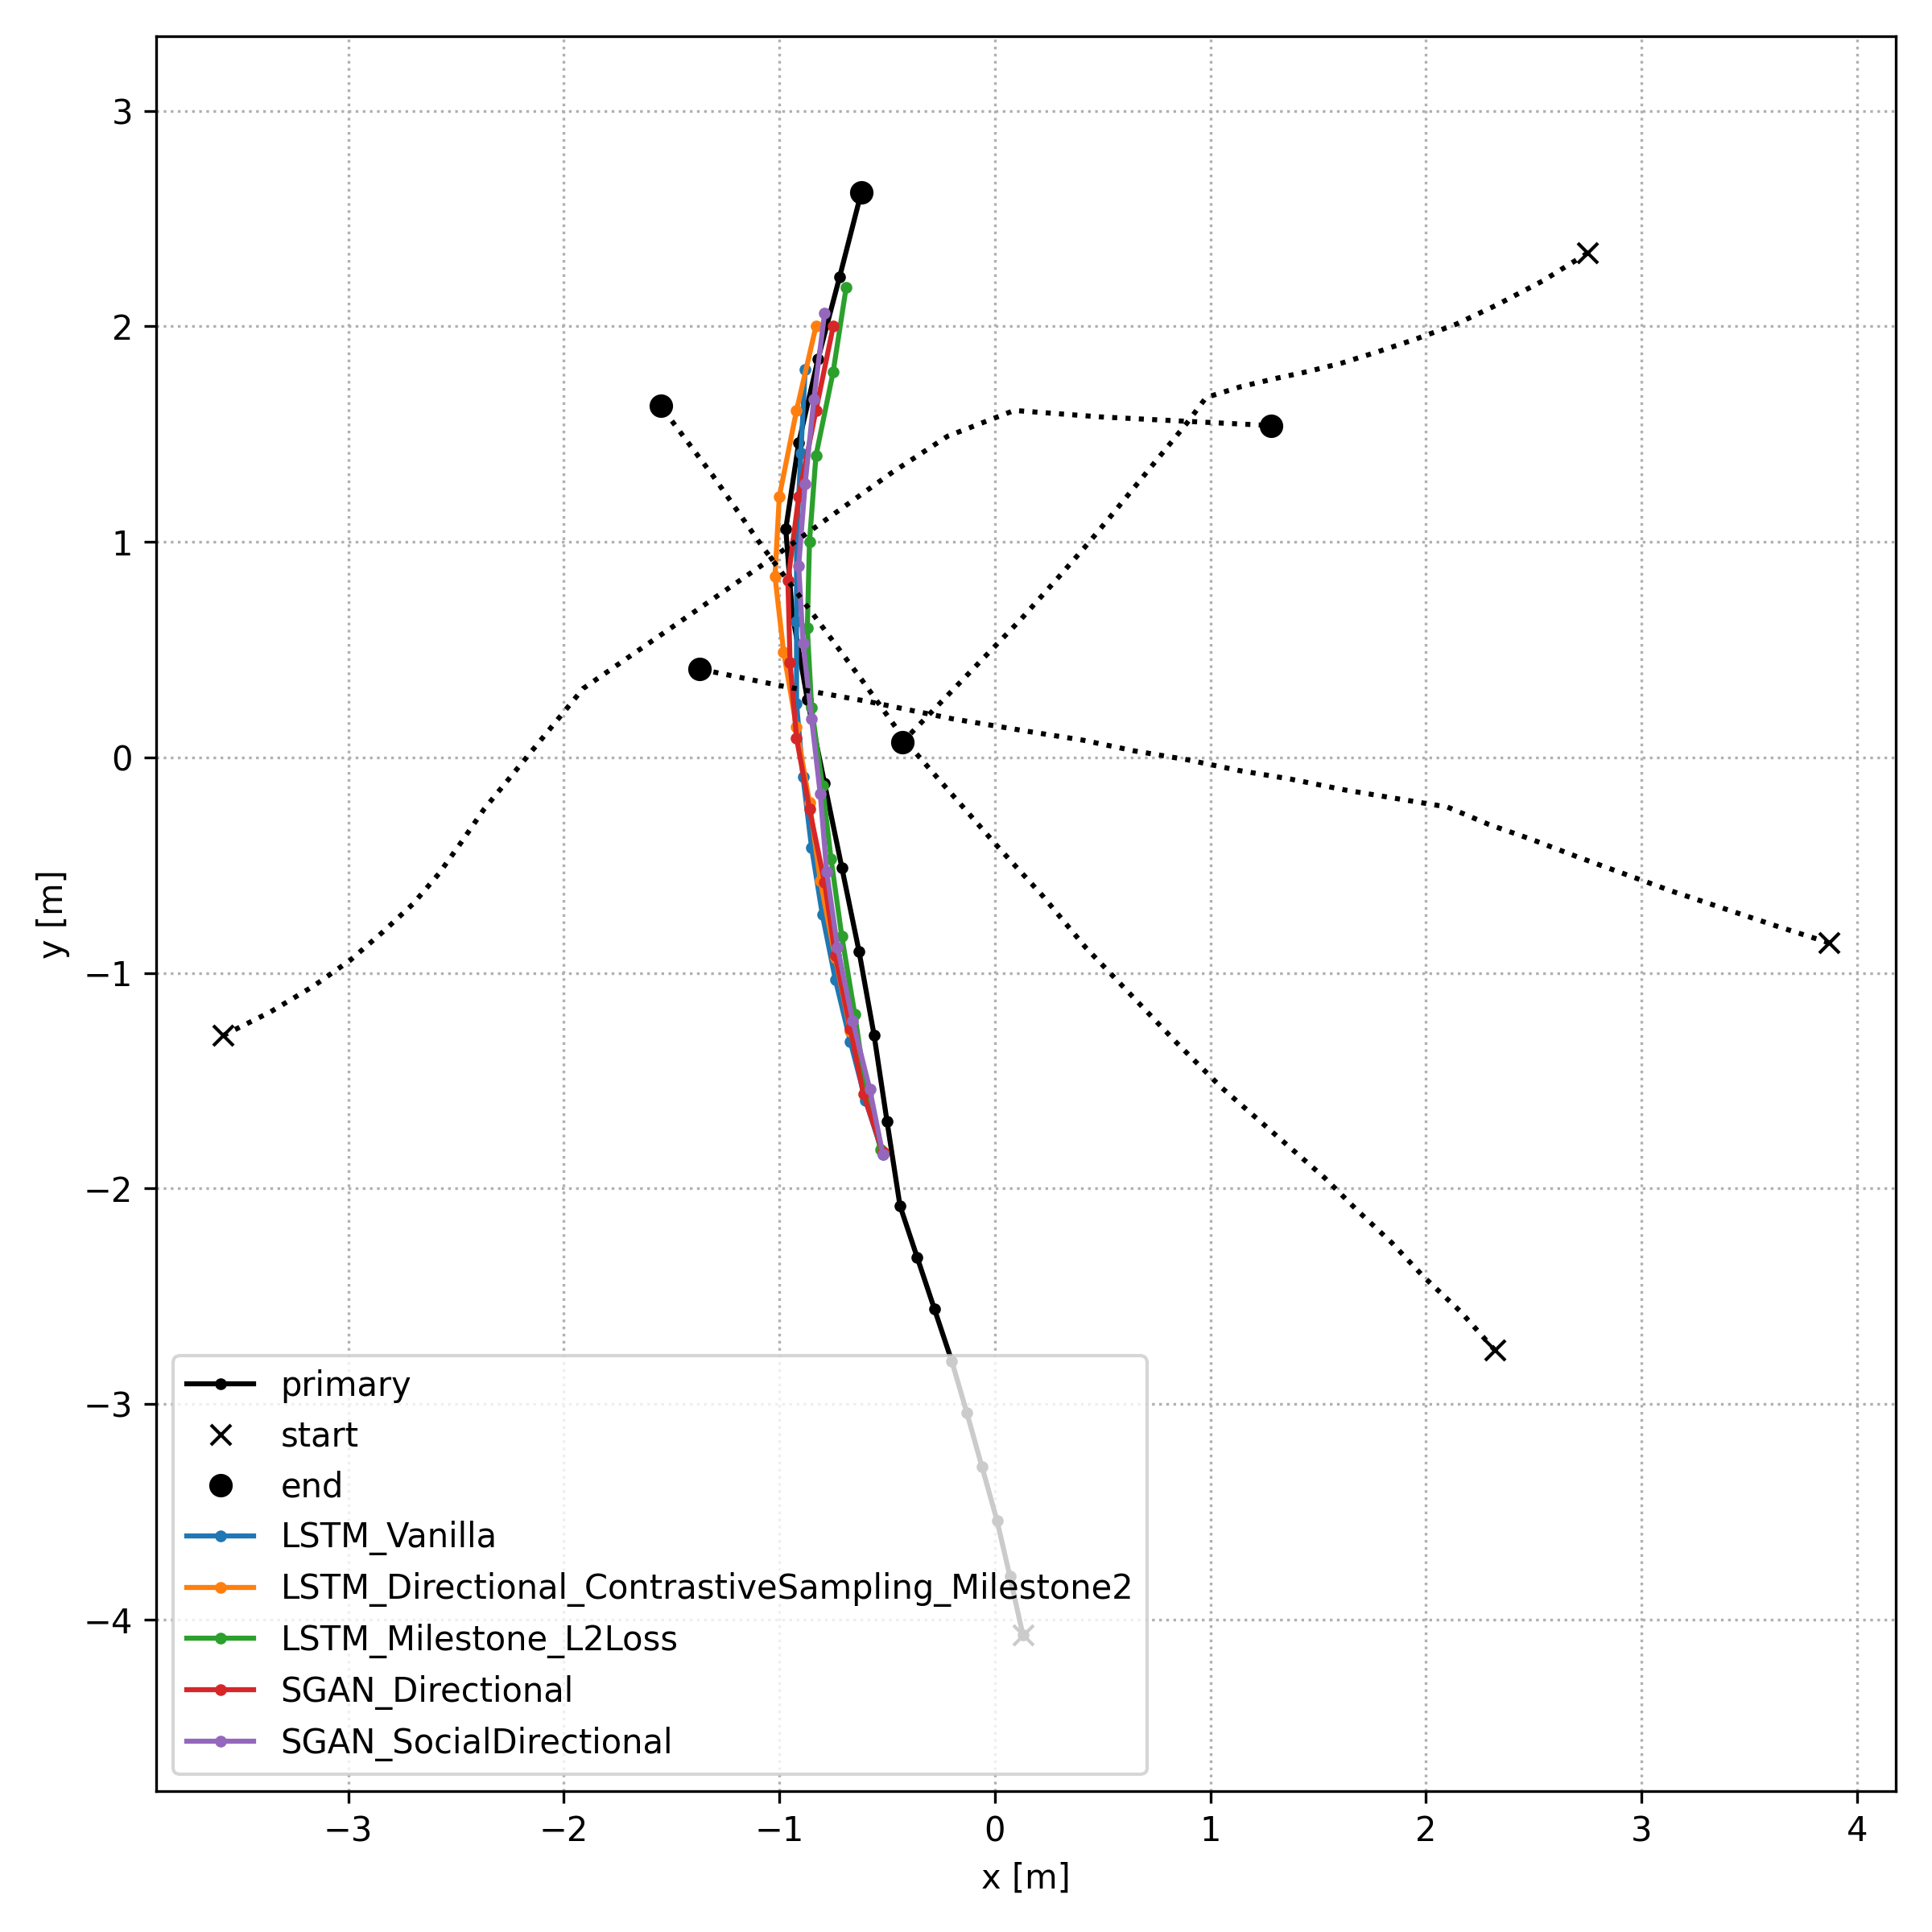 3
2
1
0
−1
−2
−3
−4
y [m]
primary
start
end
LSTM_Vanilla
LSTM_Directional_ContrastiveSampling_Milestone2
LSTM_Milestone_L2Loss
SGAN_Directional
SGAN_SocialDirectional
−3
−2
−1
0
1
2
3
4
x [m]